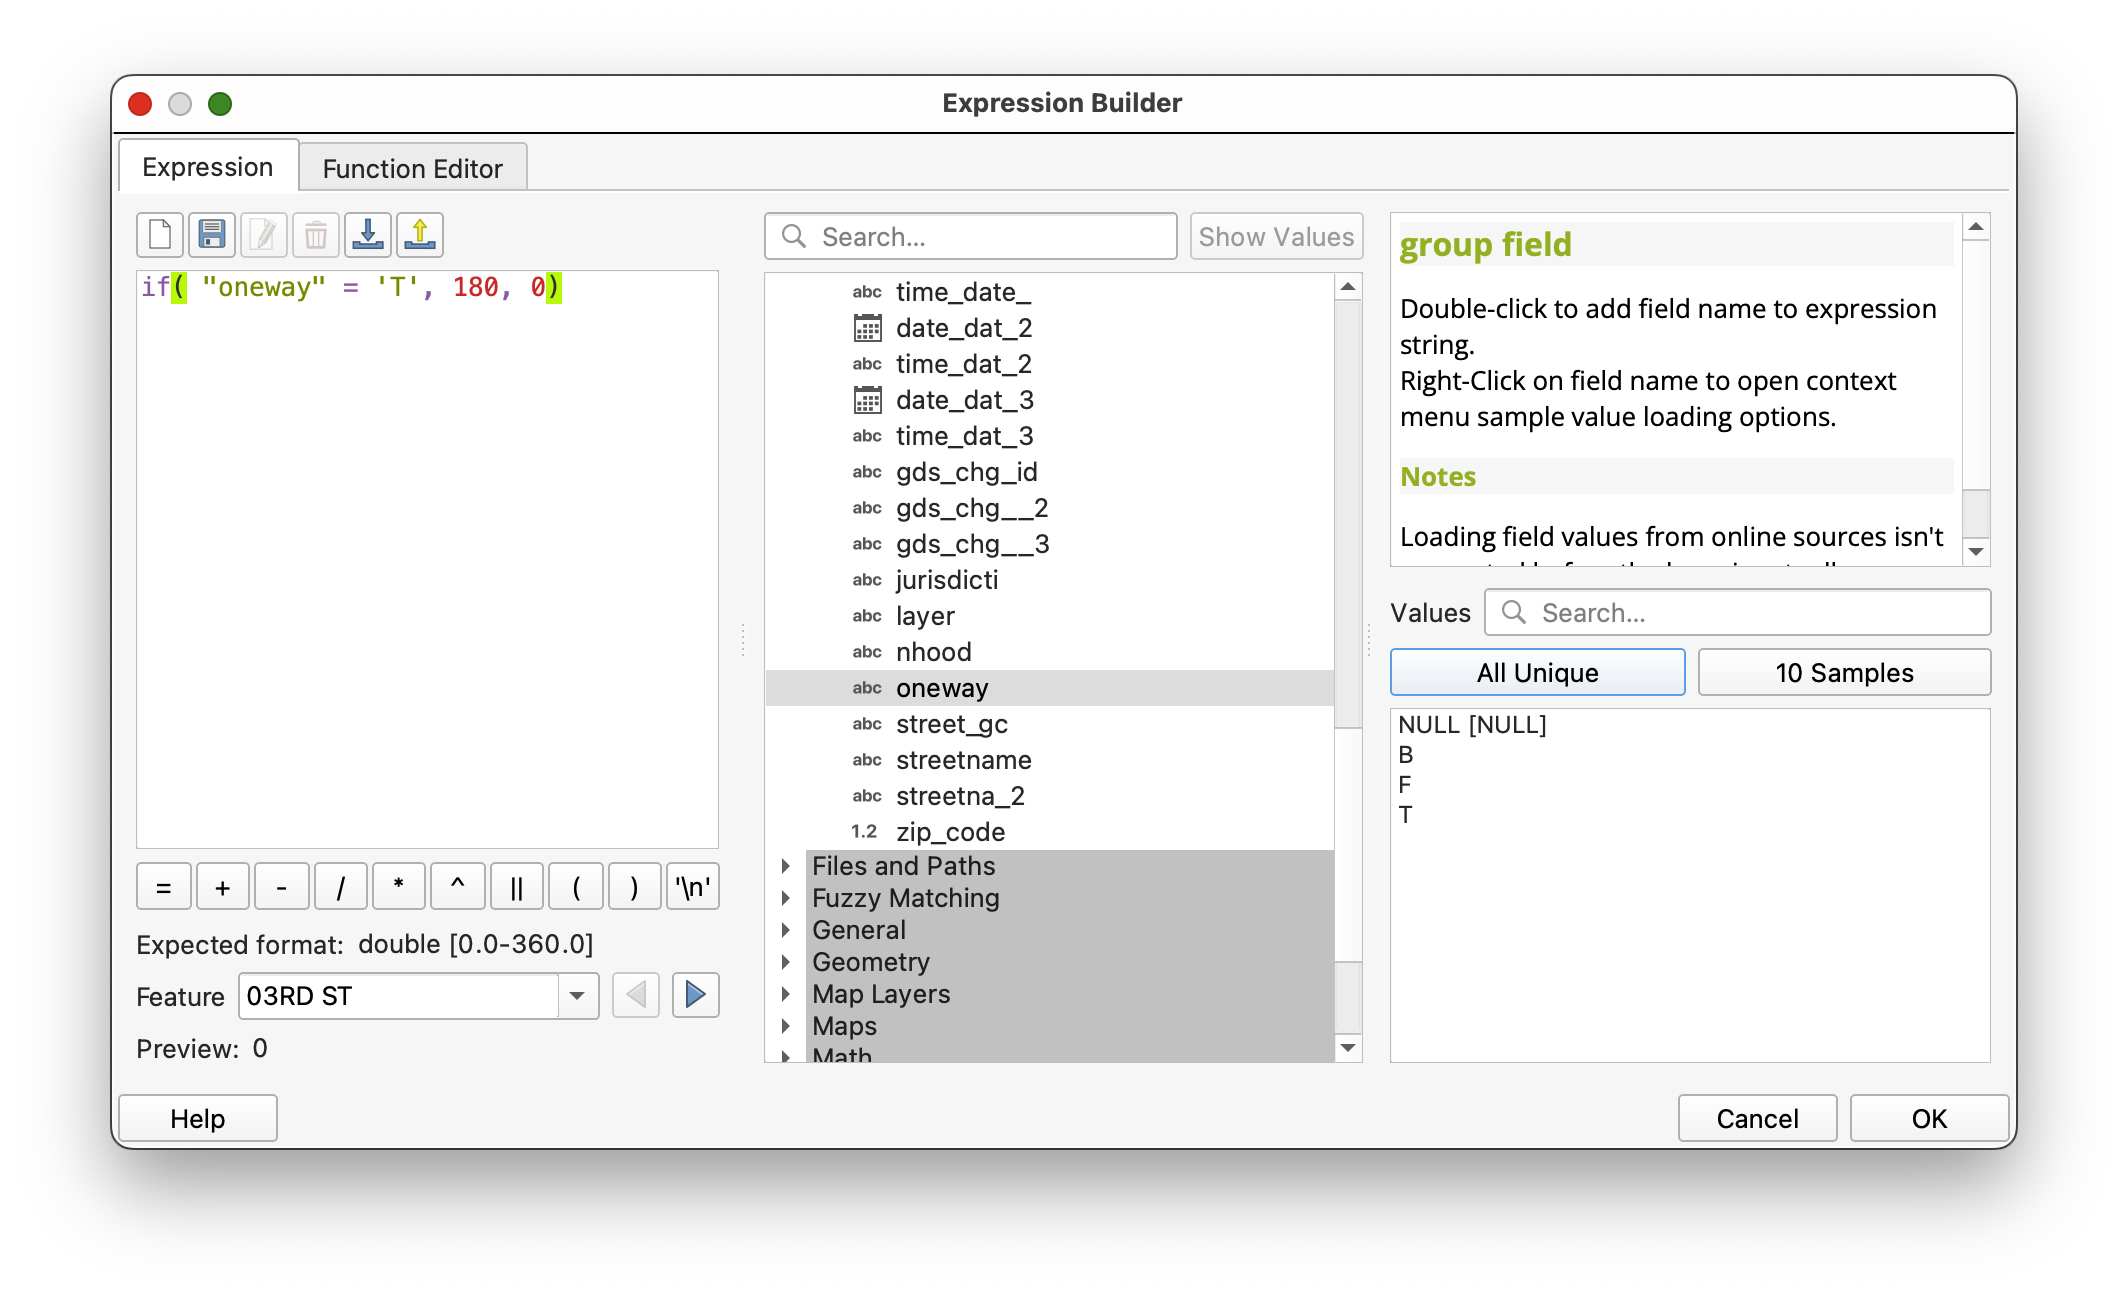 Expression Builder
Expression
Function Editor
if( "oneway" = 'T', 180, 0)
= + - / * ^ || ( ) '\n'
Expected format: double [0.0-360.0]
Feature 03RD ST
Preview: 0
Search...
Show Values
abc time_date_
date_dat_2
abc time_dat_2
date_dat_3
abc time_dat_3
abc gds_chg_id
abc gds_chg__2
abc gds_chg__3
abc jurisdicti
abc layer
abc nhood
abc oneway
abc street_gc
abc streetname
abc streetna_2
1.2 zip_code
Files and Paths
Fuzzy Matching
General
Geometry
Map Layers
Maps
Math
group field
Double-click to add field name to expression
string.
Right-Click on field name to open context
menu sample value loading options.
Notes
Loading field values from online sources isn't
Values Search...
All Unique
10 Samples
NULL [NULL]
B
F
T
Help
Cancel
OK